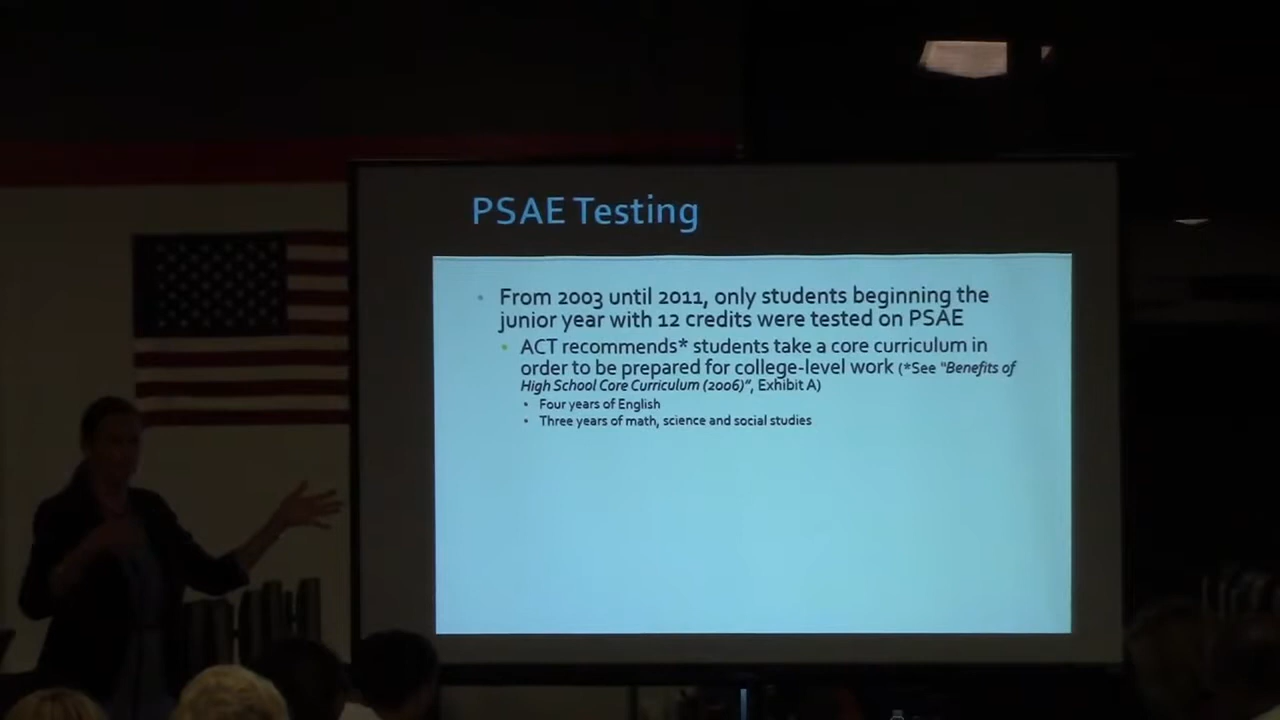 PSAE Testing
From 2003 until 2011, only students beginning the
junior year with 12 credits were tested on PSAE
ACT recommends* students take a core curriculum in
order to be prepared for college-level work (*See “Benefits of
High School Core Curriculum (2006)”, Exhibit A)
Four years of English
Three years of math, science and social studies